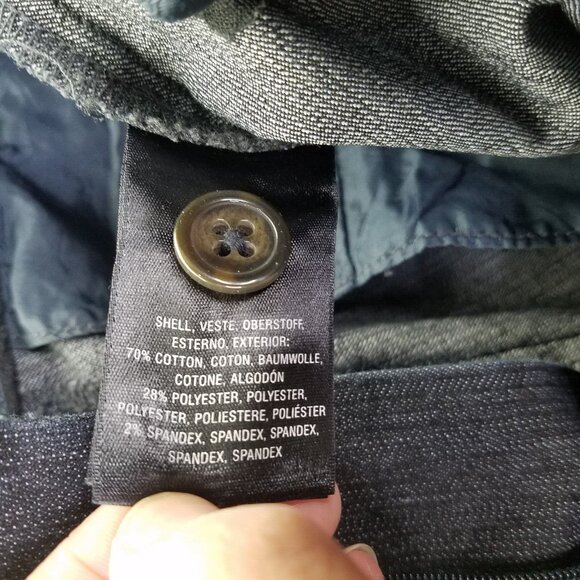 SHELL, VESTE, OBERSTOFF,
ESTERNO, EXTERIOR:
70% COTTON, COTON, BAUMWOLLE,
COTONE, ALGODÓN
28% POLYESTER, POLYESTER,
POLYESTER, POLIESTERE, POLIÉSTER
2% SPANDEX, SPANDEX, SPANDEX,
SPANDEX, SPANDEX